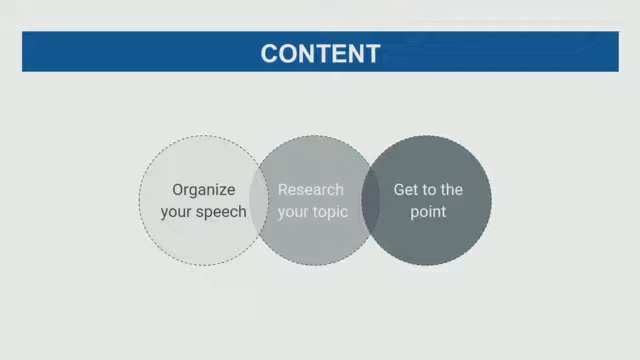 CONTENT
Organize
your speech
Research
your topic
Get to the
point